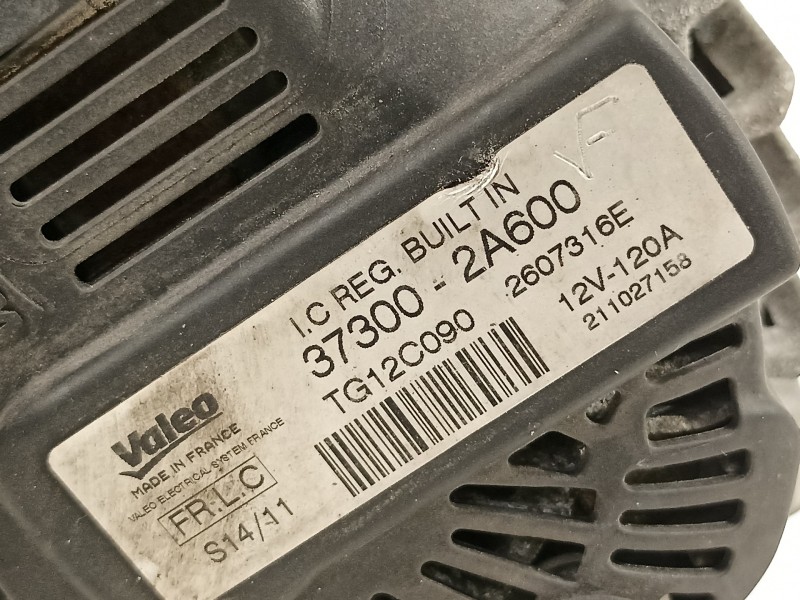 I.C REG. BUILT IN
37300 - 2A600
TG12C090 2607316E
12V-120A
211027158
Valeo
MADE IN FRANCE
VALEO ELECTRICAL SYSTEM FRANCE
FR.L.C
S14/11